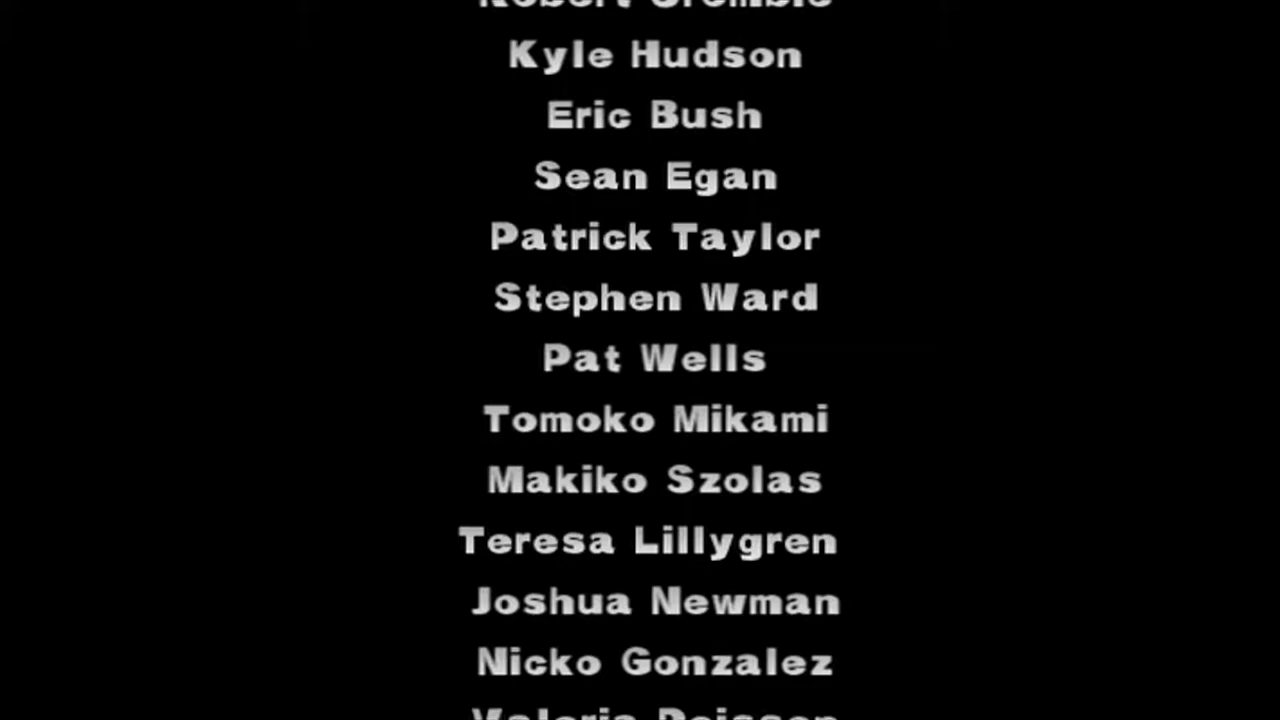 Kyle Hudson
Eric Bush
Sean Egan
Patrick Taylor
Stephen Ward
Pat Wells
Tomoko Mikami
Makiko Szolas
Teresa Lillygren
Joshua Newman
Nicko Gonzalez